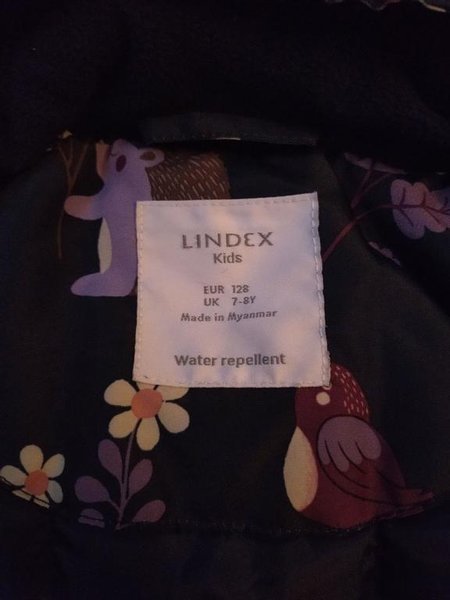 LINDEX
Kids
EUR 128
UK 7-8Y
Made in Myanmar
Water repellent